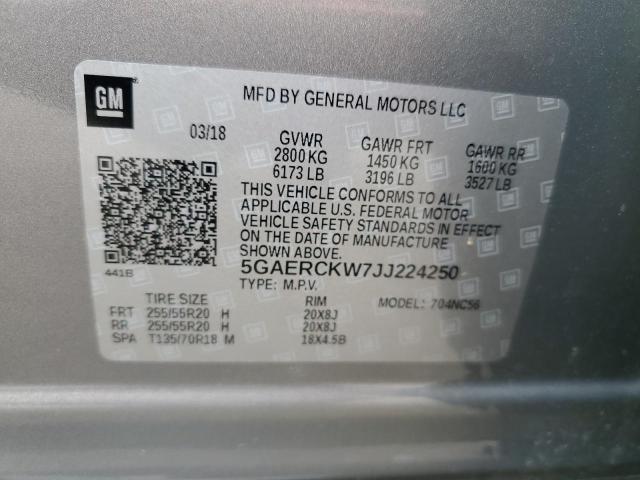 GM
MFD BY GENERAL MOTORS LLC
03/18 GVWR GAWR FRT GAWR RR
2800 KG 1450 KG 1600 KG
6173 LB 3196 LB 3527 LB
THIS VEHICLE CONFORMS TO ALL
APPLICABLE U.S. FEDERAL MOTOR
VEHICLE SAFETY STANDARDS IN EFFECT
ON THE DATE OF MANUFACTURE
SHOWN ABOVE.
441B 5GAERCKW7JJ224250
TYPE: M.P.V. MODEL: 704NC56
TIRE SIZE RIM
FRT 255/55R20 H 20X8J
RR 255/55R20 H 20X8J
SPA T135/70R18 M 18X4.5B